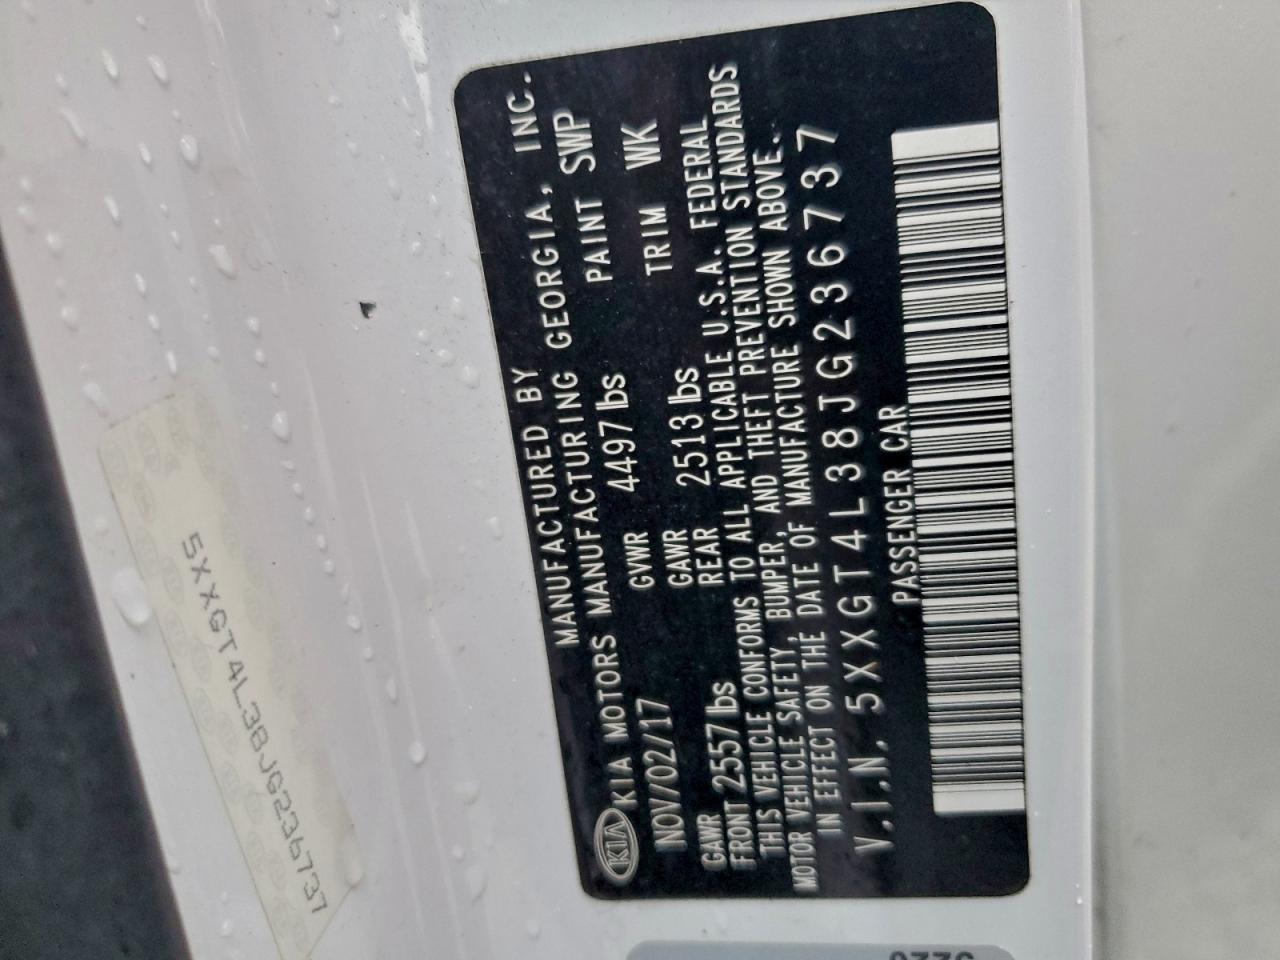 MANUFACTURED BY
KIA KIA MOTORS MANUFACTURING GEORGIA, INC.
NOV/02/17 GVWR 4497 lbs PAINT SWP
GAWR FRONT 2557 lbs GAWR REAR 2513 lbs TRIM WK
THIS VEHICLE CONFORMS TO ALL APPLICABLE U.S.A. FEDERAL
MOTOR VEHICLE SAFETY, BUMPER, AND THEFT PREVENTION STANDARDS
IN EFFECT ON THE DATE OF MANUFACTURE SHOWN ABOVE.
V.I.N. 5XXGT4L38JG236737
PASSENGER CAR
5XXGT4L38JG236737